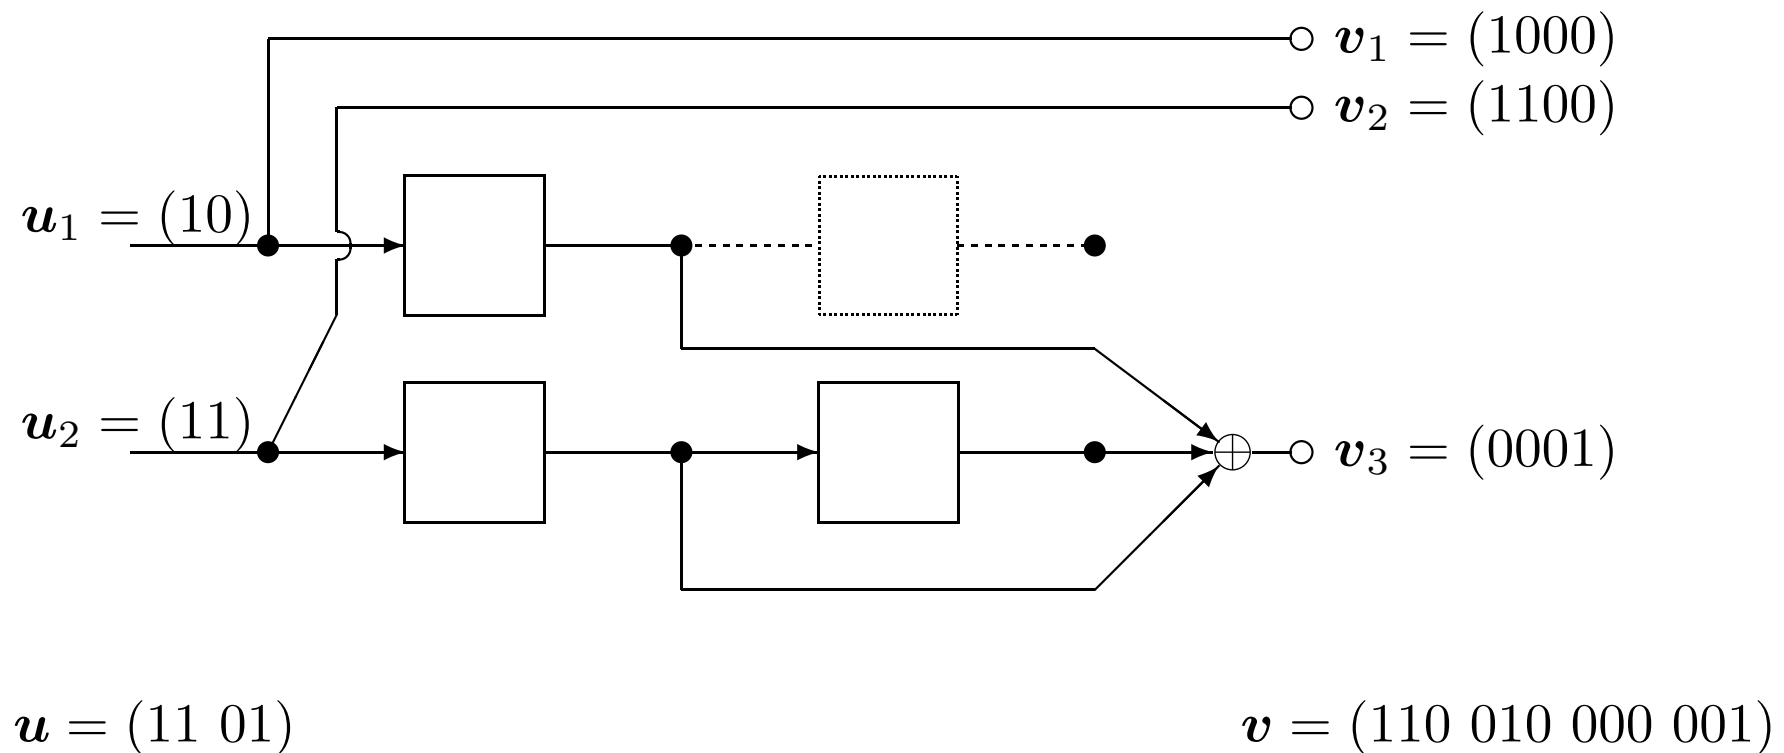 v₁ = (1000)
v₂ = (1100)
u₁ = (10)
u₂ = (11)
v₃ = (0001)
u = (11 01)
v = (110 010 000 001)